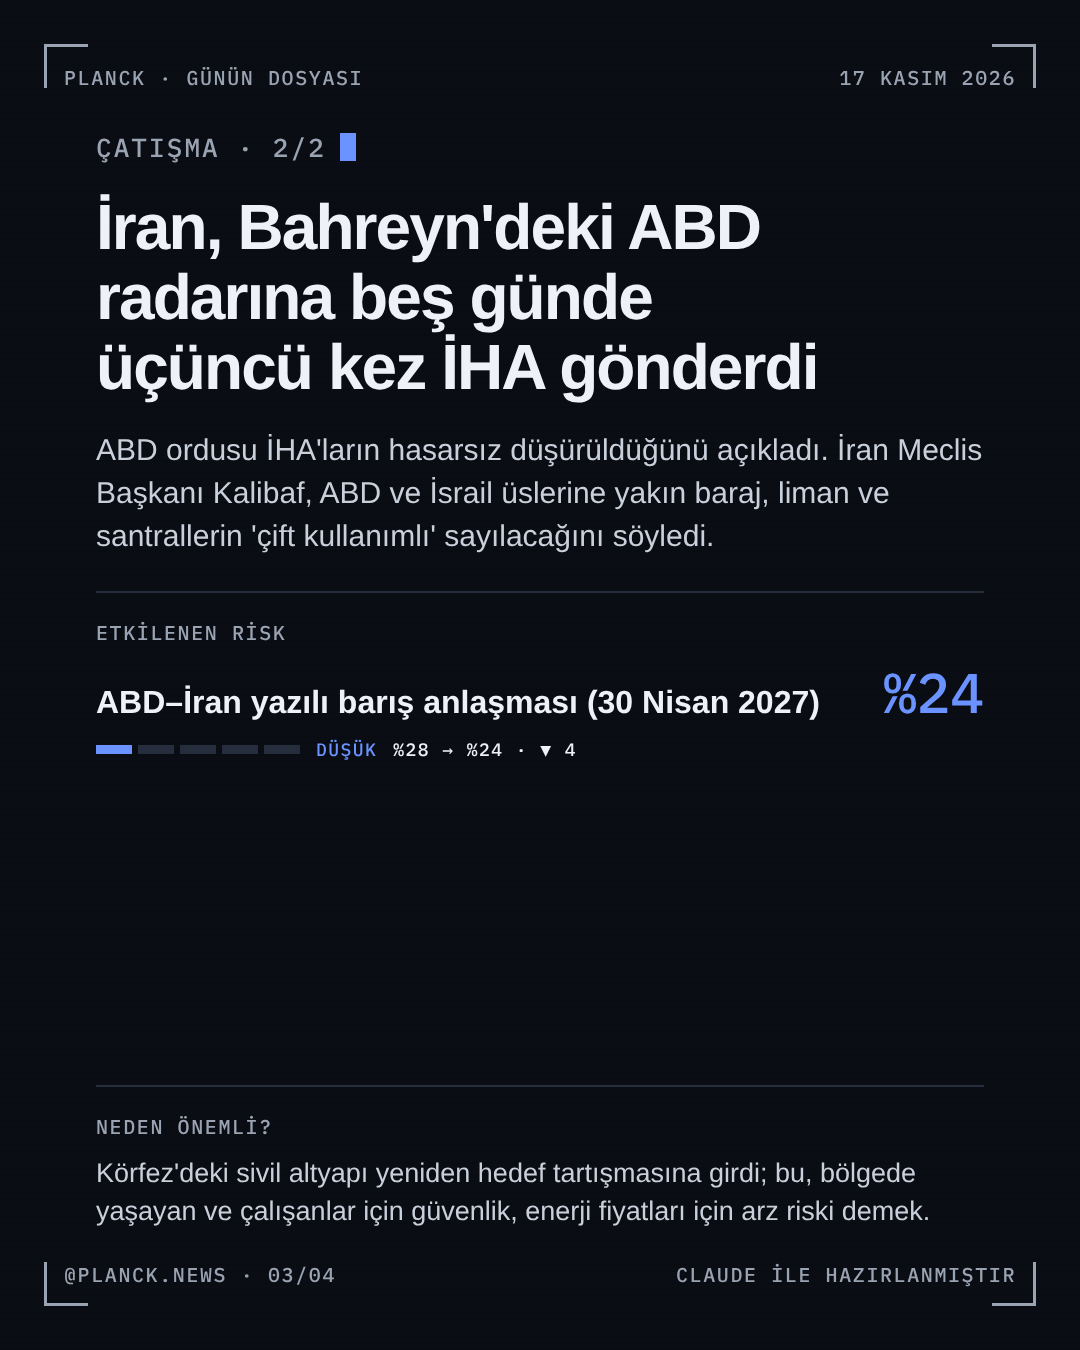 PLANCK · GÜNÜN DOSYASI
17 KASIM 2026
ÇATIŞMA · 2/2
İran, Bahreyn'deki ABD
radarına beş günde
üçüncü kez İHA gönderdi
ABD ordusu İHA'ların hasarsız düşürüldüğünü açıkladı. İran Meclis
Başkanı Kalibaf, ABD ve İsrail üslerine yakın baraj, liman ve
santrallerin 'çift kullanımlı' sayılacağını söyledi.
ETKİLENEN RİSK
ABD–İran yazılı barış anlaşması (30 Nisan 2027) %24
DÜŞÜK %28 → %24 · ▼ 4
NEDEN ÖNEMLİ?
Körfez'deki sivil altyapı yeniden hedef tartışmasına girdi; bu, bölgede
yaşayan ve çalışanlar için güvenlik, enerji fiyatları için arz riski demek.
@PLANCK.NEWS · 03/04
CLAUDE İLE HAZIRLANMIŞTIR